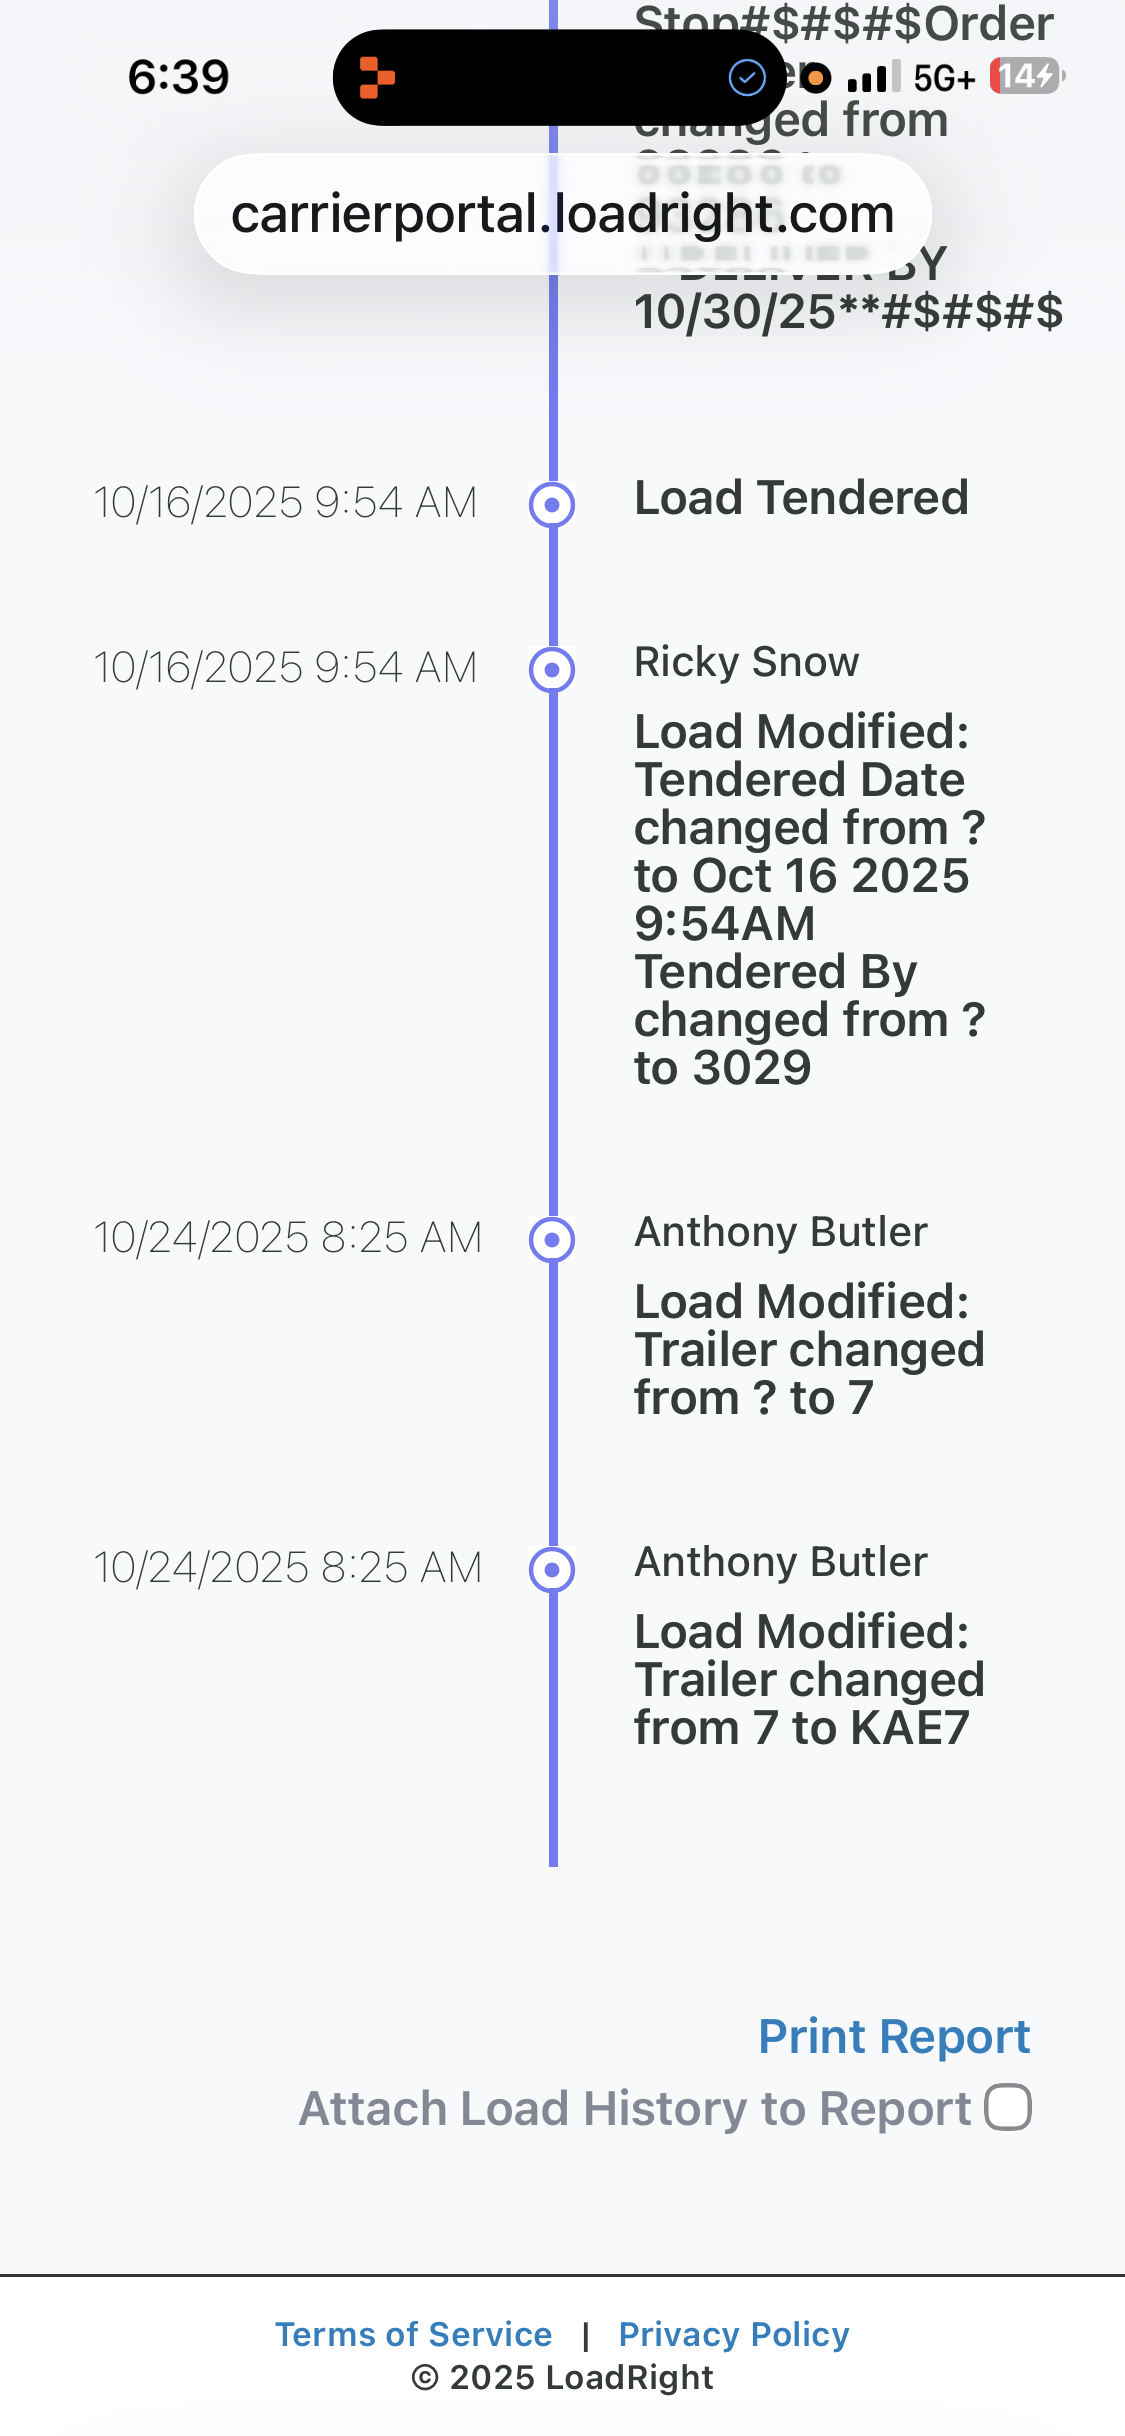 Stop#$#$#$Order
6:39
5G+
14
changed from
carrierportal.loadright.com
DELIVER BY
10/30/25**#$#$#$
10/16/2025 9:54 AM
Load Tendered
10/16/2025 9:54 AM
Ricky Snow
Load Modified:
Tendered Date
changed from ?
to Oct 16 2025
9:54AM
Tendered By
changed from ?
to 3029
10/24/2025 8:25 AM
Anthony Butler
Load Modified:
Trailer changed
from ? to 7
10/24/2025 8:25 AM
Anthony Butler
Load Modified:
Trailer changed
from 7 to KAE7
Print Report
Attach Load History to Report
Terms of Service | Privacy Policy
© 2025 LoadRight